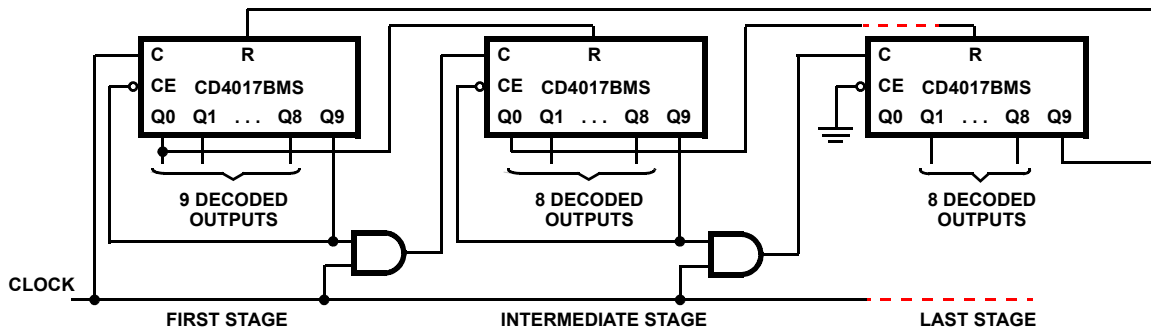 C R
CE CD4017BMS
Q0 Q1 . . . Q8 Q9
9 DECODED
OUTPUTS
C R
CE CD4017BMS
Q0 Q1 . . . Q8 Q9
8 DECODED
OUTPUTS
C R
CE CD4017BMS
Q0 Q1 . . . Q8 Q9
8 DECODED
OUTPUTS
CLOCK
FIRST STAGE
INTERMEDIATE STAGE
LAST STAGE